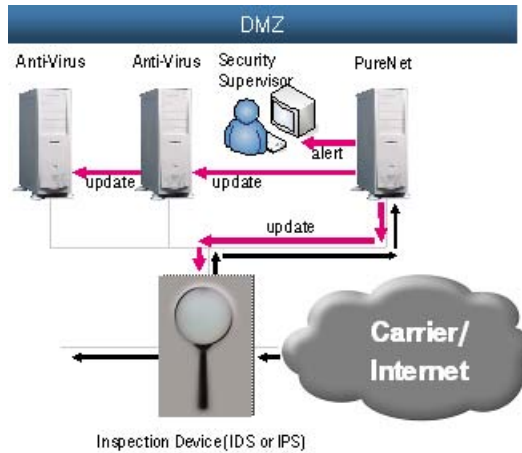 DMZ
Anti-Virus
Anti-Virus
Security
Supervisor
PureNet
alert
update
update
update
Carrier/
Internet
Inspection Device(IDS or IPS)